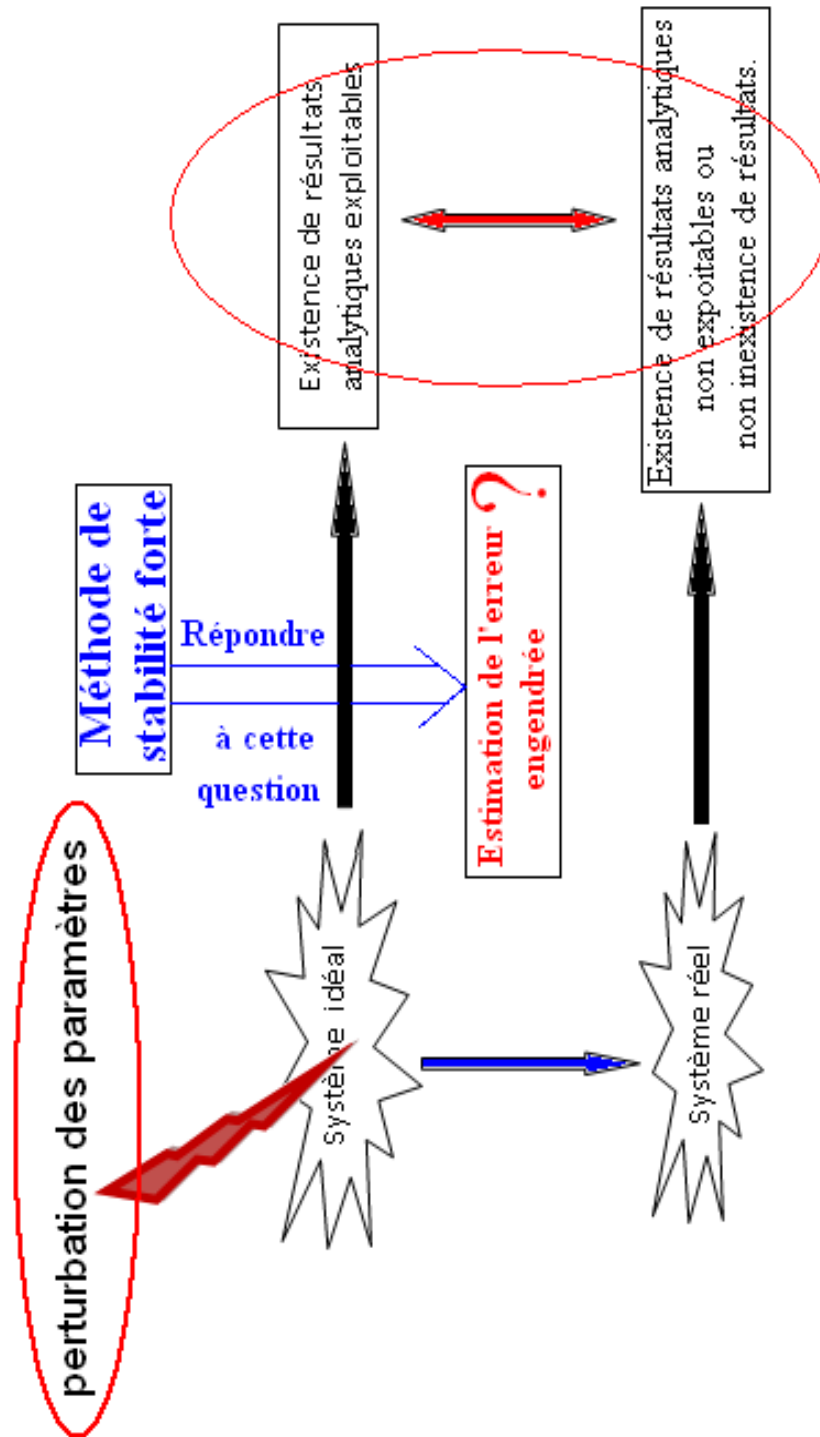 perturbation des paramètres
Méthode de
stabilité forte
Répondre
à cette
question
Système idéal
Existence de résultats
analytiques exploitables
Estimation de l'erreur ?
engendrée
Système réel
Existence de résultats analytiques
non expoitables ou
non inexistence de résultats.